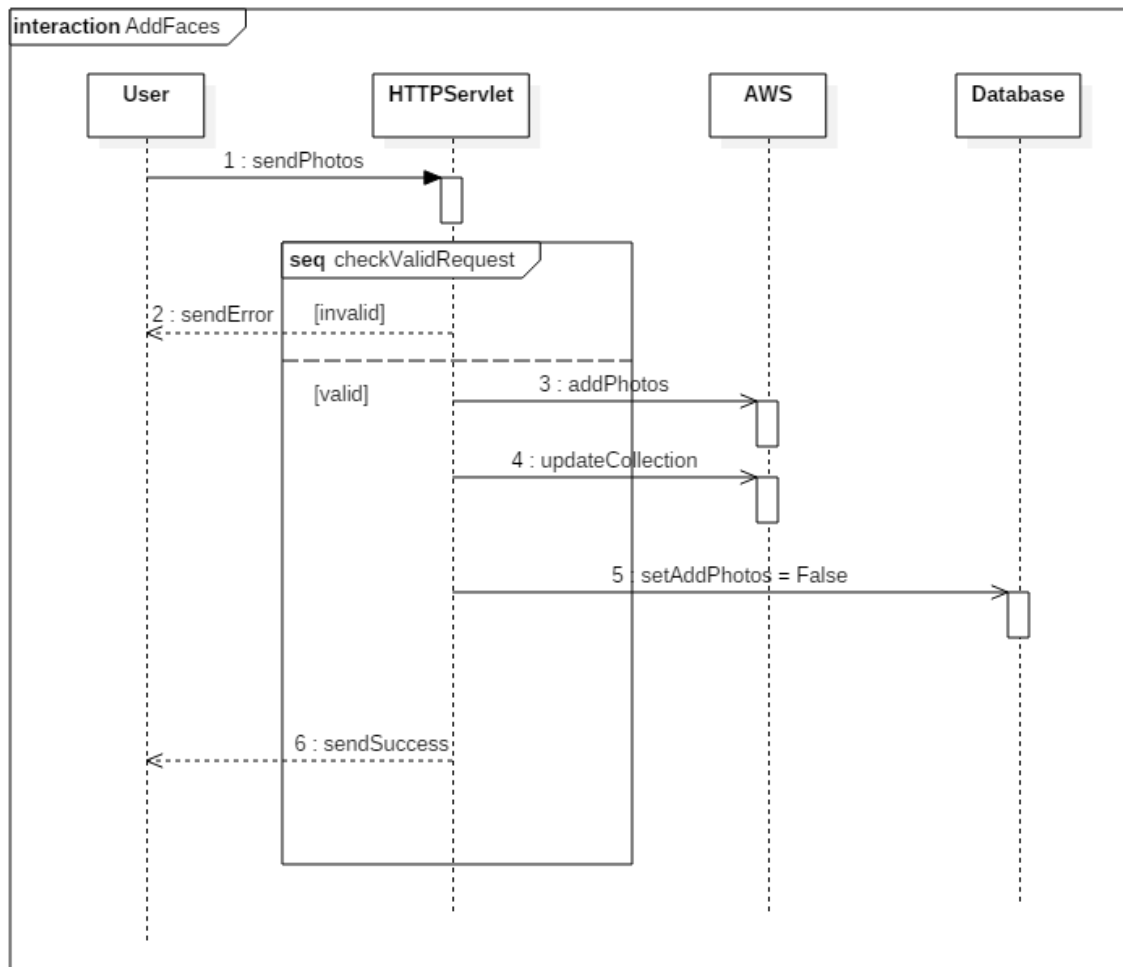 interaction AddFaces
User
HTTPServlet
AWS
Database
1 : sendPhotos
seq checkValidRequest
2 : sendError
[invalid]
[valid]
3 : addPhotos
4 : updateCollection
5 : setAddPhotos = False
6 : sendSuccess